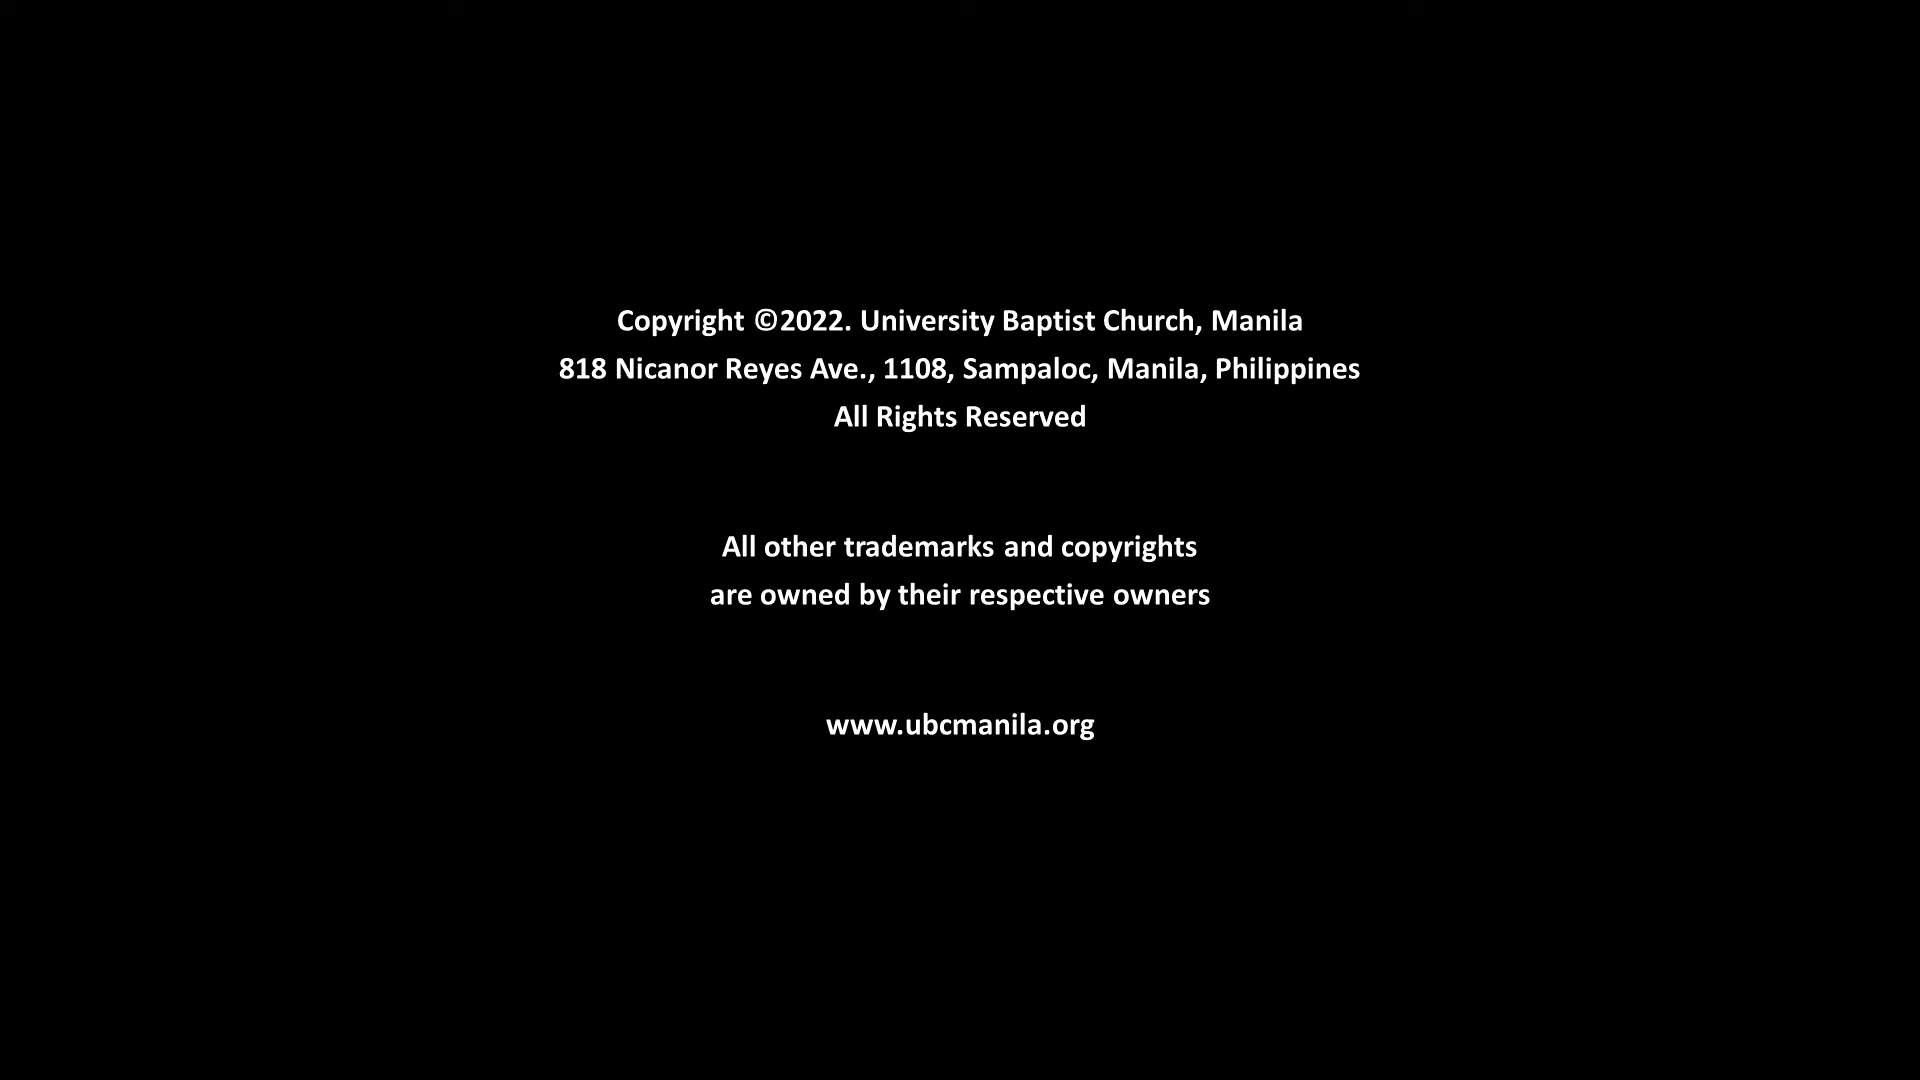 Copyright ©2022. University Baptist Church, Manila
818 Nicanor Reyes Ave., 1108, Sampaloc, Manila, Philippines
All Rights Reserved
All other trademarks and copyrights
are owned by their respective owners
www.ubcmanila.org